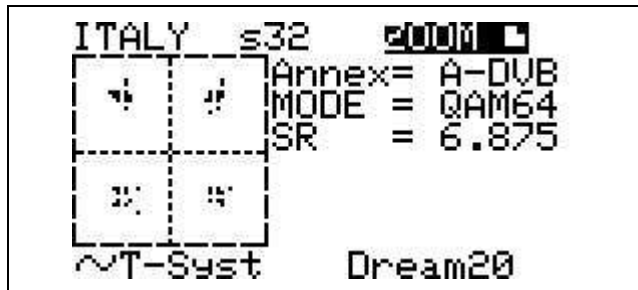 ITALY s32 ZOOM
Annex= A-DVB
MODE = QAM64
SR = 6.875
~T-Syst Dream20